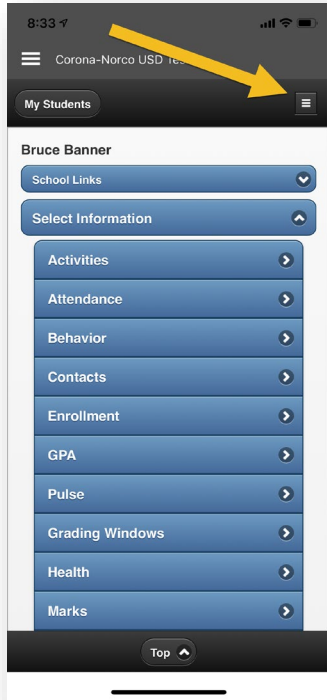 8:33
Corona-Norco USD
My Students
Bruce Banner
School Links
Select Information
Activities
Attendance
Behavior
Contacts
Enrollment
GPA
Pulse
Grading Windows
Health
Marks
Top